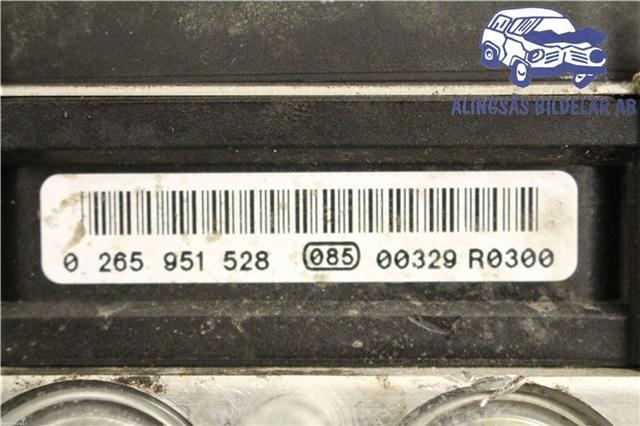 ALINGSÅS BILDELAR AB
0 265 951 528 085 00329 R0300